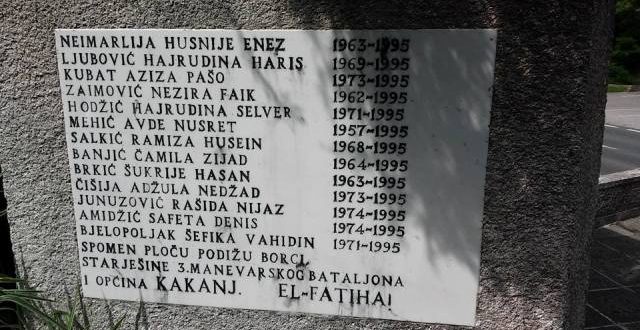 NEIMARLIJA HUSNIJE ENEZ 1963-1995
LJUBOVIĆ HAJRUDINA HARIS 1969-1995
KUBAT AZIZA PAŠO 1973-1995
ZAIMOVIĆ NEZIRA FAIK 1962-1995
HODŽIĆ HAJRUDINA SELVER 1971-1995
MEHIĆ AVDE NUSRET 1957-1995
SALKIĆ RAMIZA HUSEIN 1968-1995
BANJIĆ ĆAMILA ZIJAD 1964-1995
BRKIĆ ŠUKRIJE HASAN 1963-1995
ČIŠIJA ADŽULA NEDŽAD 1973-1995
JUNUZOVIĆ RAŠIDA NIJAZ 1974-1995
AMIDŽIĆ SAFETA DENIS 1974-1995
BJELOPOLJAK ŠEFIKA VAHIDIN 1971-1995
SPOMEN PLOČU PODIŽU BORCI
STARJEŠINE 3.MANEVARSKOG BATALJONA
I OPĆINA KAKANJ. EL-FATIHA!